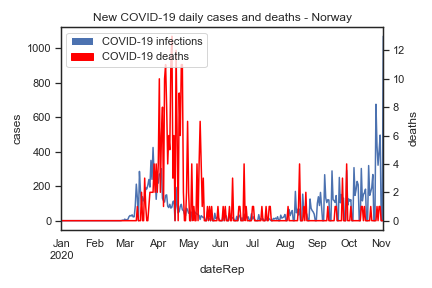 New COVID-19 daily cases and deaths - Norway
COVID-19 infections
COVID-19 deaths
1000
800
600
400
200
0
cases
12
10
8
6
4
2
0
deaths
Jan Feb Mar Apr May Jun Jul Aug Sep Oct Nov
2020
dateRep